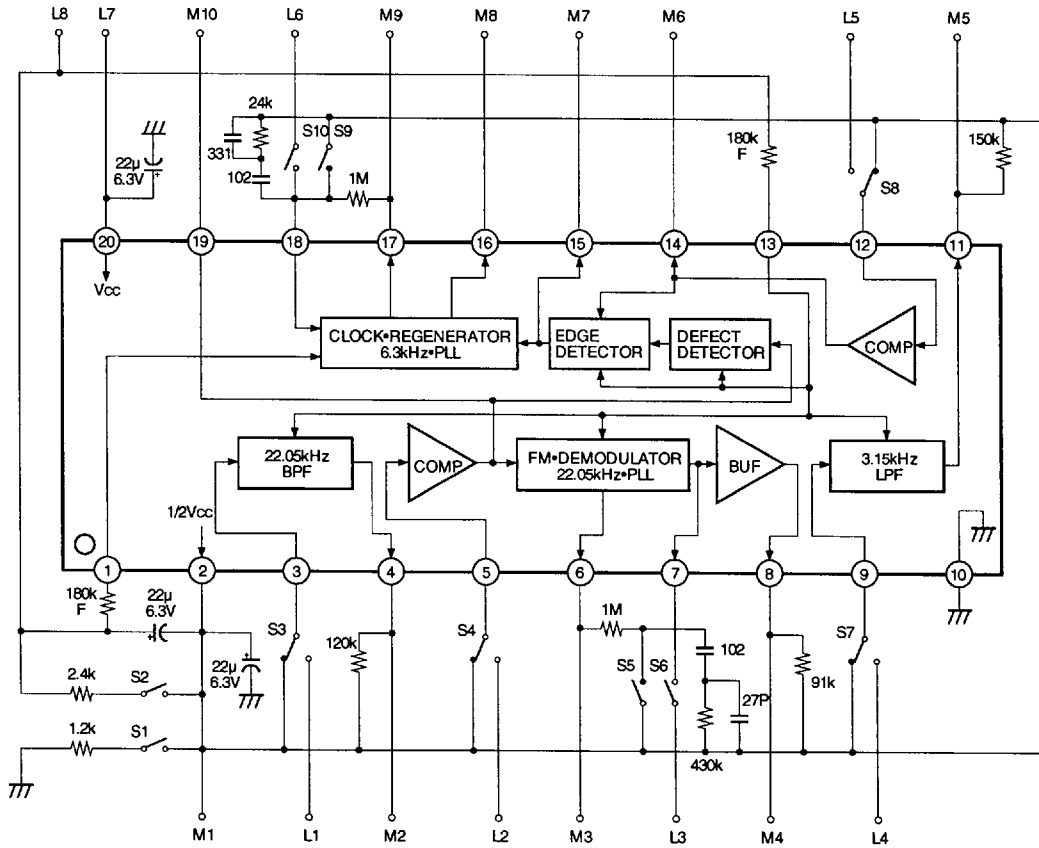 L8 L7 M10 L6 M9 M8 M7 M6 L5 M5
24k
S10 S9
331
102
1M
22μ
6.3V
180k
F
S8
150k
20 19 18 17 16 15 14 13 12 11
Vcc
CLOCK•REGENERATOR
6.3kHz•PLL
EDGE
DETECTOR
DEFECT
DETECTOR
COMP
22.05kHz
BPF
COMP
FM•DEMODULATOR
22.05kHz•PLL
BUF
3.15kHz
LPF
1/2Vcc
1 2 3 4 5 6 7 8 9 10
180k
F
22μ
6.3V
22μ
6.3V
S3
120k
S4
1M
S5 S6
102
27P
430k
91k
S7
2.4k
S2
1.2k
S1
M1 L1 M2 L2 M3 L3 M4 L4